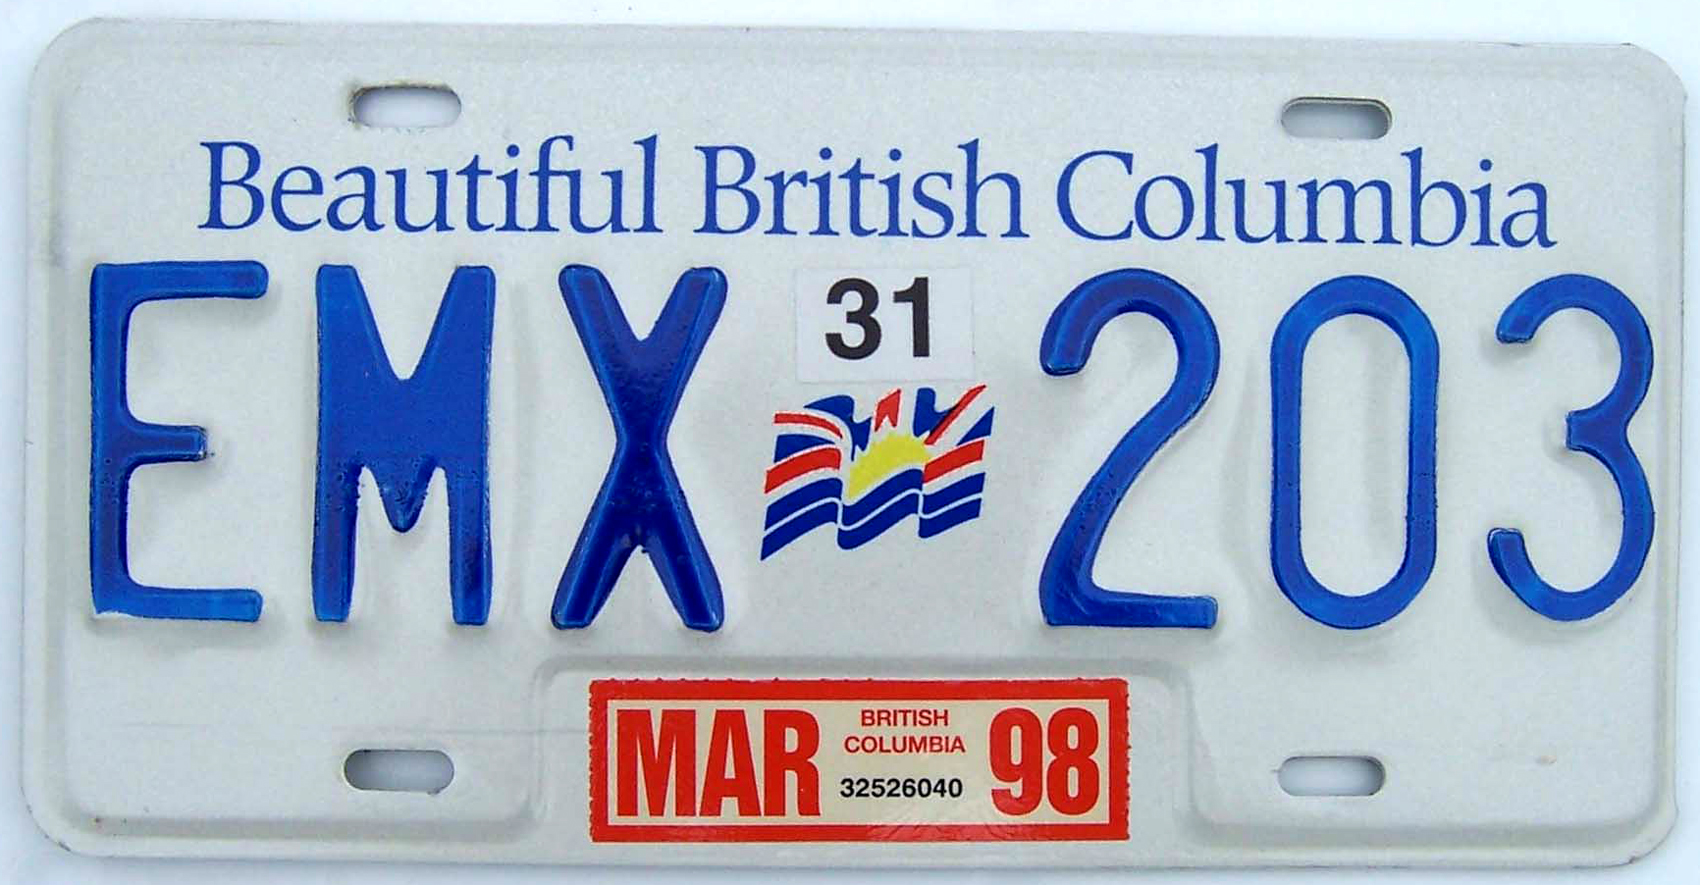 Beautiful British Columbia
EMX 31 203
MAR BRITISH COLUMBIA 32526040 98